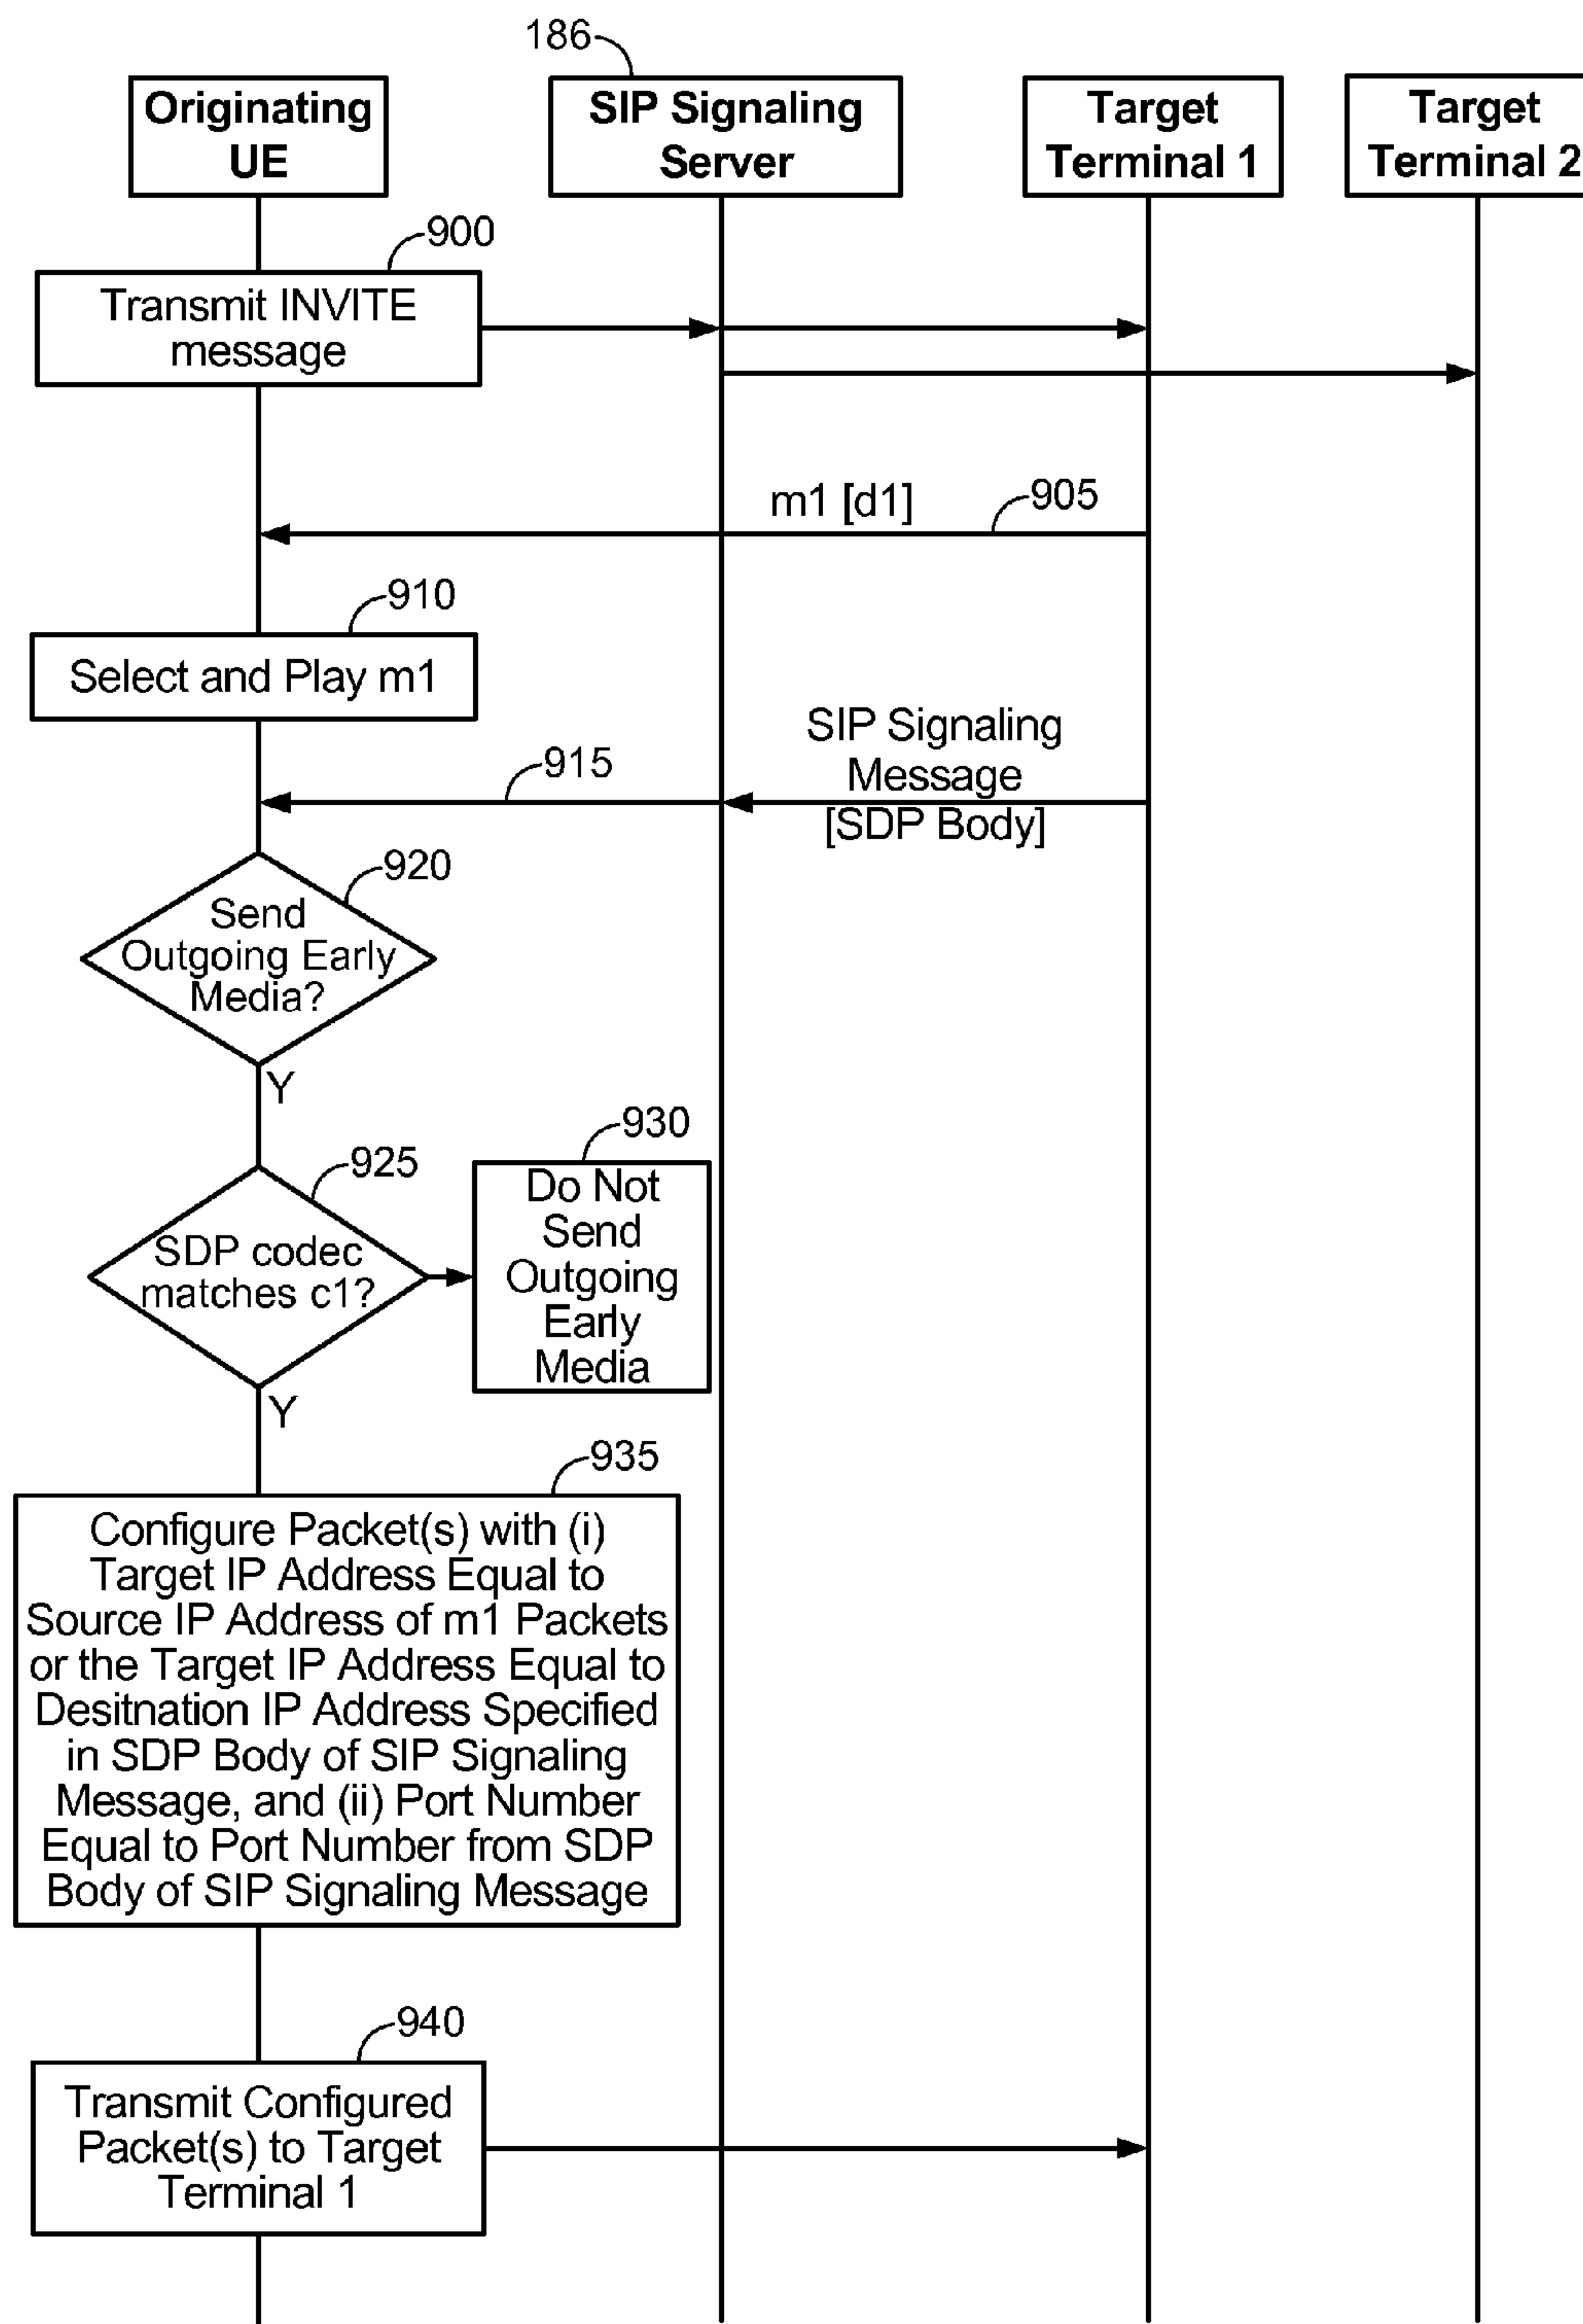 186
Originating
UE
SIP Signaling
Server
Target
Terminal 1
Target
Terminal 2
900
Transmit INVITE
message
m1 [d1]
905
910
Select and Play m1
SIP Signaling
Message
[SDP Body]
915
920
Send
Outgoing Early
Media?
Y
925
SDP codec
matches c1?
930
Do Not
Send
Outgoing
Early
Media
Y
935
Configure Packet(s) with (i)
Target IP Address Equal to
Source IP Address of m1 Packets
or the Target IP Address Equal to
Desitnation IP Address Specified
in SDP Body of SIP Signaling
Message, and (ii) Port Number
Equal to Port Number from SDP
Body of SIP Signaling Message
940
Transmit Configured
Packet(s) to Target
Terminal 1